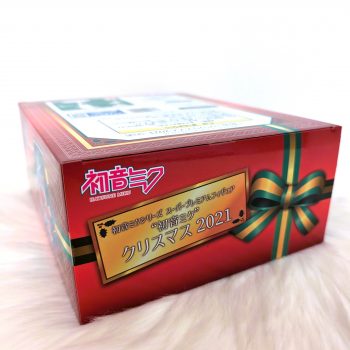 初音ミク
HATSUNE MIKU
初音ミクシリーズ スーパープレミアムフィギュア
“初音ミク”
クリスマス 2021